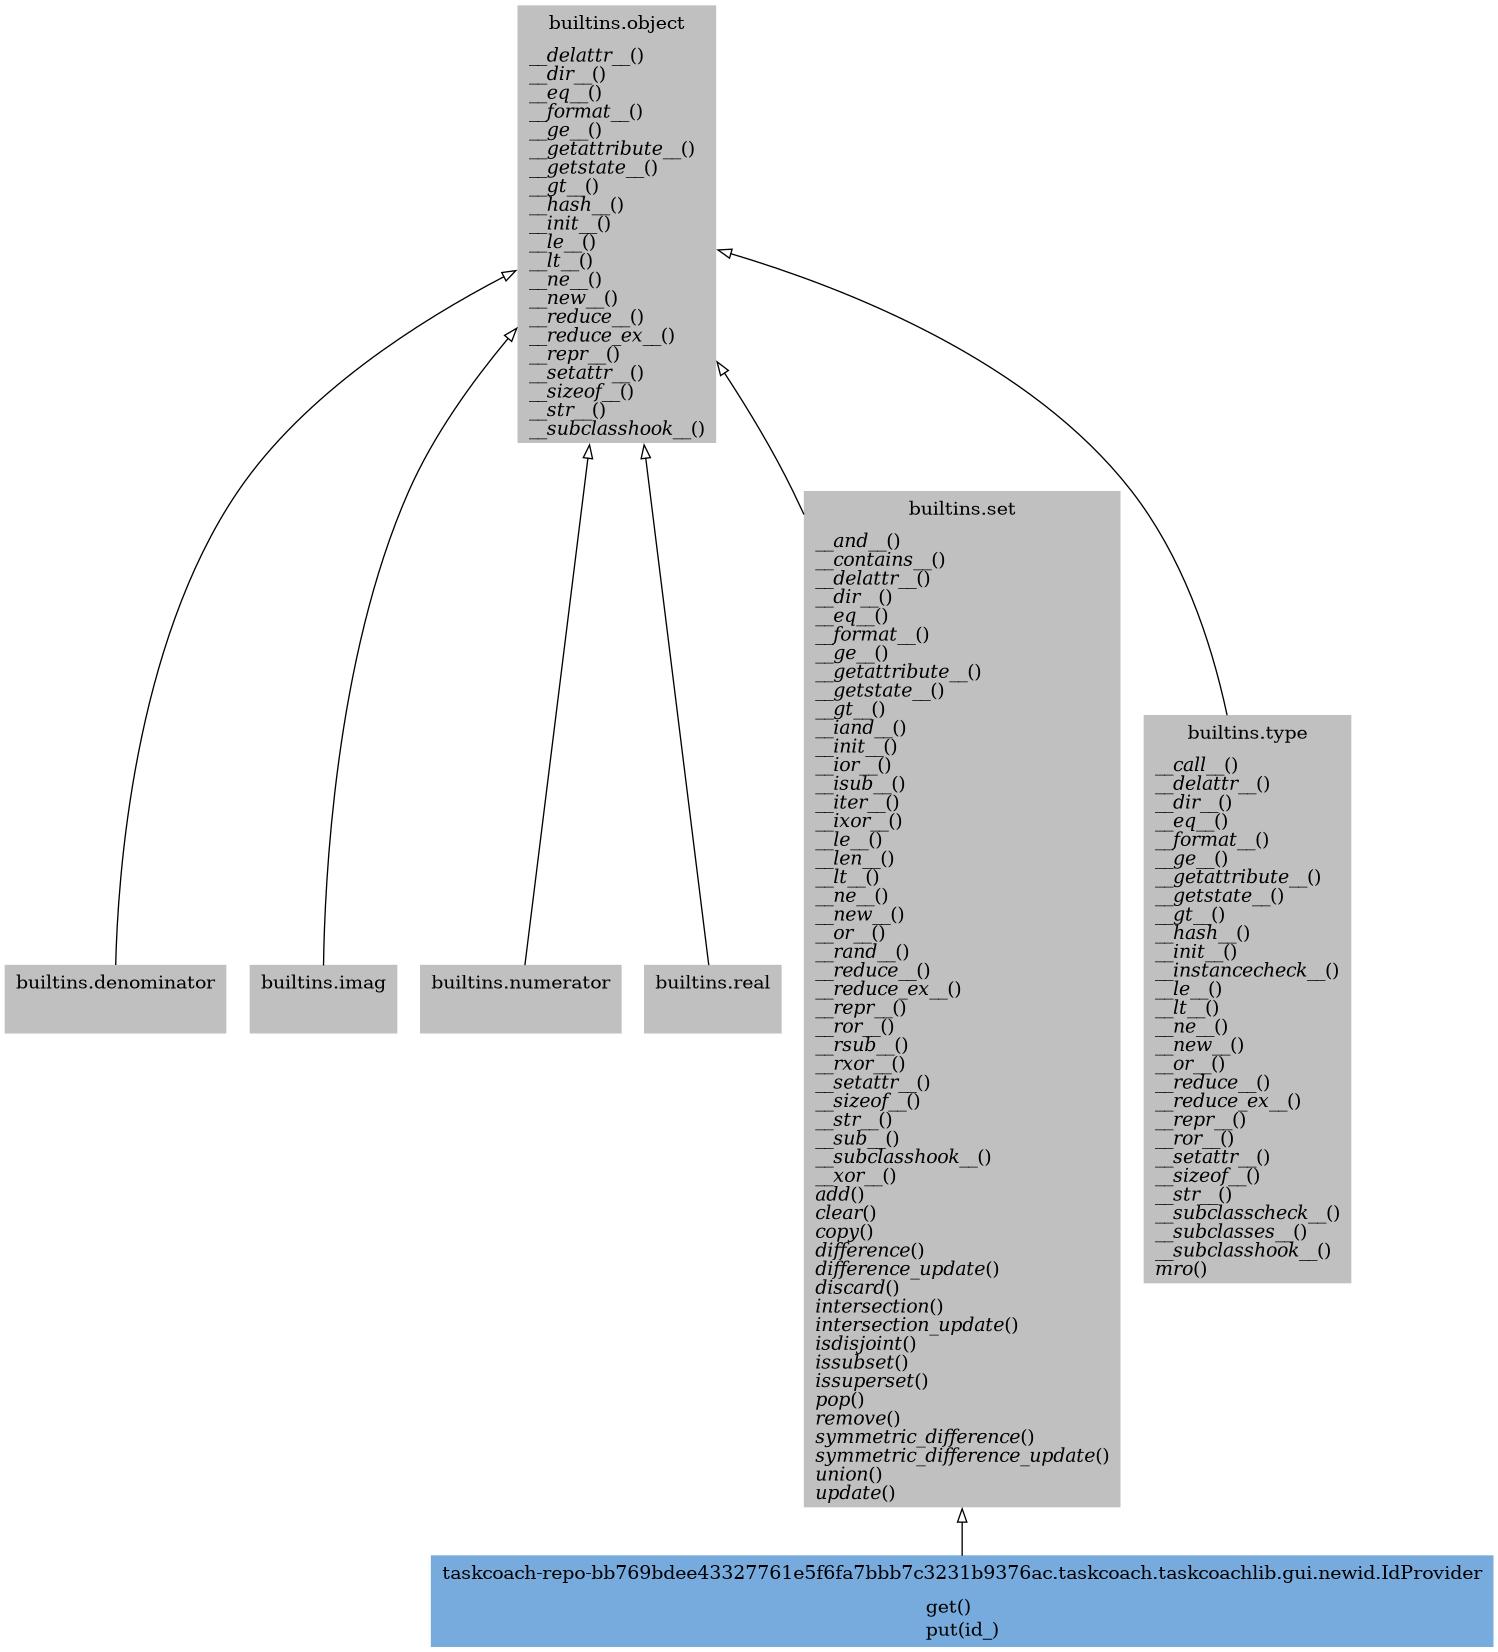 builtins.object
__delattr__()
__dir__()
__eq__()
__format__()
__ge__()
__getattribute__()
__getstate__()
__gt__()
__hash__()
__init__()
__le__()
__lt__()
__ne__()
__new__()
__reduce__()
__reduce_ex__()
__repr__()
__setattr__()
__sizeof__()
__str__()
__subclasshook__()
builtins.set
__and__()
__contains__()
__delattr__()
__dir__()
__eq__()
__format__()
__ge__()
__getattribute__()
__getstate__()
__gt__()
__iand__()
__init__()
__ior__()
__isub__()
__iter__()
__ixor__()
__le__()
__len__()
__lt__()
__ne__()
__new__()
__or__()
__rand__()
__reduce__()
__reduce_ex__()
__repr__()
__ror__()
__rsub__()
__rxor__()
__setattr__()
__sizeof__()
__str__()
__sub__()
__subclasshook__()
__xor__()
add()
clear()
copy()
difference()
difference_update()
discard()
intersection()
intersection_update()
isdisjoint()
issubset()
issuperset()
pop()
remove()
symmetric_difference()
symmetric_difference_update()
union()
update()
builtins.type
__call__()
__delattr__()
__dir__()
__eq__()
__format__()
__ge__()
__getattribute__()
__getstate__()
__gt__()
__hash__()
__init__()
__instancecheck__()
__le__()
__lt__()
__ne__()
__new__()
__or__()
__reduce__()
__reduce_ex__()
__repr__()
__ror__()
__setattr__()
__sizeof__()
__str__()
__subclasscheck__()
__subclasses__()
__subclasshook__()
mro()
builtins.denominator
builtins.imag
builtins.numerator
builtins.real
taskcoach-repo-bb769bdee43327761e5f6fa7bbb7c3231b9376ac.taskcoach.taskcoachlib.gui.newid.IdProvider
get()
put(id_)